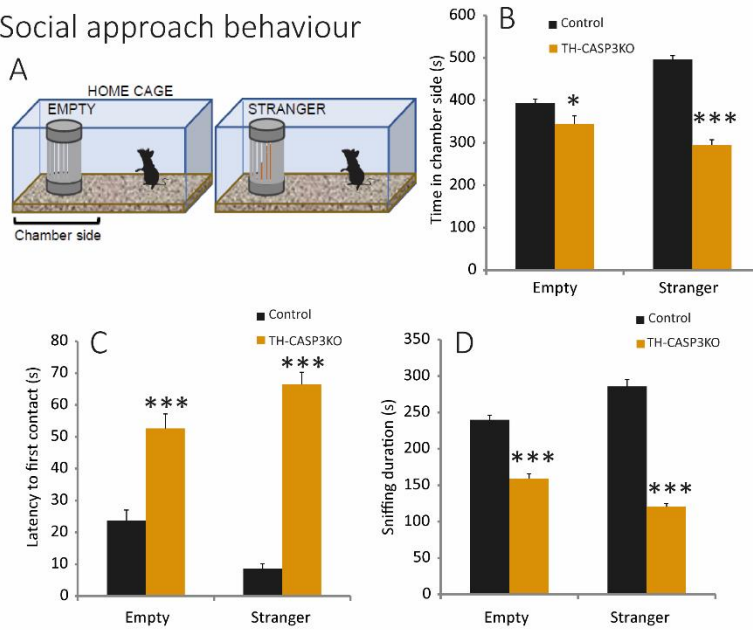 Social approach behaviour
A
HOME CAGE
EMPTY
STRANGER
Chamber side
B
Control
TH-CASP3KO
Time in chamber side (s)
600
500
400
300
200
100
0
*
***
Empty
Stranger
C
Control
TH-CASP3KO
Latency to first contact (s)
80
70
60
50
40
30
20
10
0
***
***
Empty
Stranger
D
Control
TH-CASP3KO
Sniffing duration (s)
350
300
250
200
150
100
50
0
***
***
Empty
Stranger